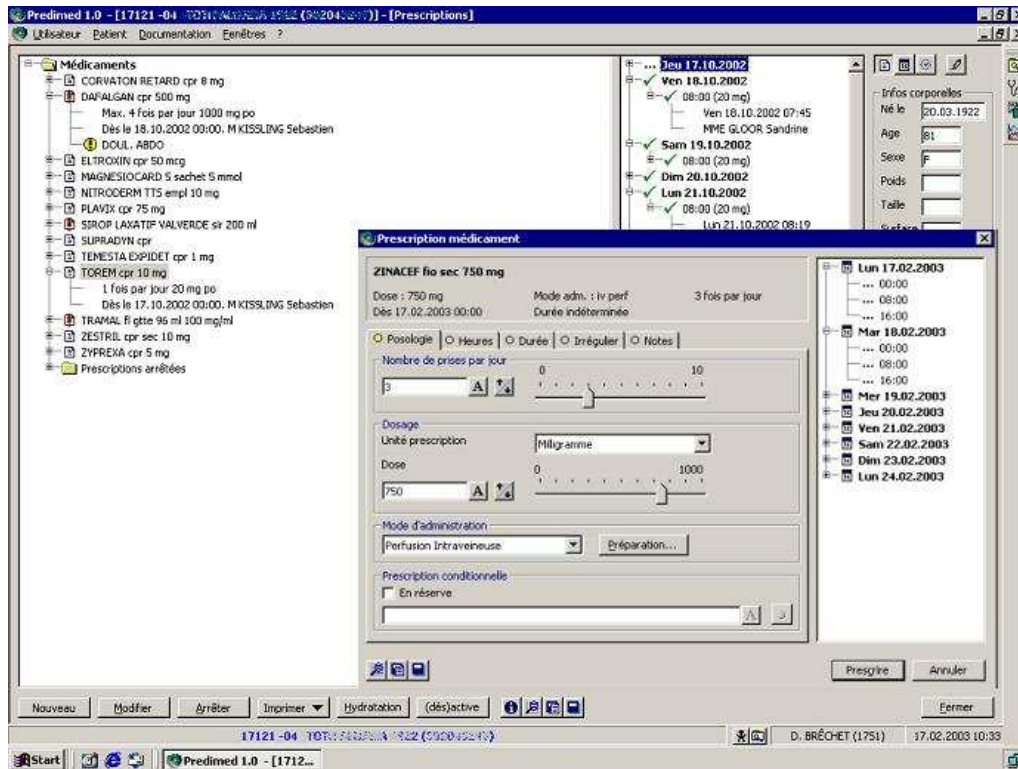 Predimed 1.0 - [17121 -04 1922 ()] - [Prescriptions]
Utilisateur Patient Documentation Fenêtres ?
Médicaments
CORVATON RETARD cpr 8 mg
DAFALGAN cpr 500 mg
Max. 4 fois par jour 1000 mg po
Dès le 18.10.2002 00:00. M KISSLING Sebastien
DOUL. ABDO
ELTROXIN cpr 50 mcg
MAGNESIOCARD 5 sachet 5 mmol
NITRODERM TTS empl 10 mg
PLAVIX cpr 75 mg
SIROP LAXATIF VALVERDE sir 200 ml
SUPRADYN cpr
TEMESTA EXPIDET cpr 1 mg
TOREM cpr 10 mg
1 fois par jour 20 mg po
Dès le 17.10.2002 00:00. M KISSLING Sebastien
TRAMAL fl gtte 96 ml 100 mg/ml
ZESTRIL cpr sec 10 mg
ZYPREXA cpr 5 mg
Prescriptions arrêtées
... Jeu 17.10.2002
Ven 18.10.2002
08:00 (20 mg)
Ven 18.10.2002 07:45
MME GLOOR Sandrine
Sam 19.10.2002
08:00 (20 mg)
Dim 20.10.2002
Lun 21.10.2002
08:00 (20 mg)
Lun 21.10.2002 08:19
Infos corporelles
Né le 20.03.1922
Age 81
Sexe F
Poids
Taille
Surface
Prescription médicament
ZINACEF fio sec 750 mg
Dose : 750 mg Mode adm. : iv perf 3 fois par jour
Dès 17.02.2003 00:00 Durée indéterminée
Posologie Heures Durée Irrégulier Notes
Nombre de prises par jour
0 10
3 A
Dosage
Unité prescription Milligramme
Dose 0 1000
750 A
Mode d'administration
Perfusion Intraveineuse Préparation...
Prescription conditionnelle
En réserve
A >
Lun 17.02.2003
... 00:00
... 08:00
... 16:00
Mar 18.02.2003
... 00:00
... 08:00
... 16:00
Mer 19.02.2003
Jeu 20.02.2003
Ven 21.02.2003
Sam 22.02.2003
Dim 23.02.2003
Lun 24.02.2003
Prescrire Annuler
Nouveau Modifier Arrêter Imprimer Hydratation (dés)active Fermer
17121 -04 1922 D. BRÊCHET (1751) 17.02.2003 10:33
Start Predimed 1.0 - [1712...